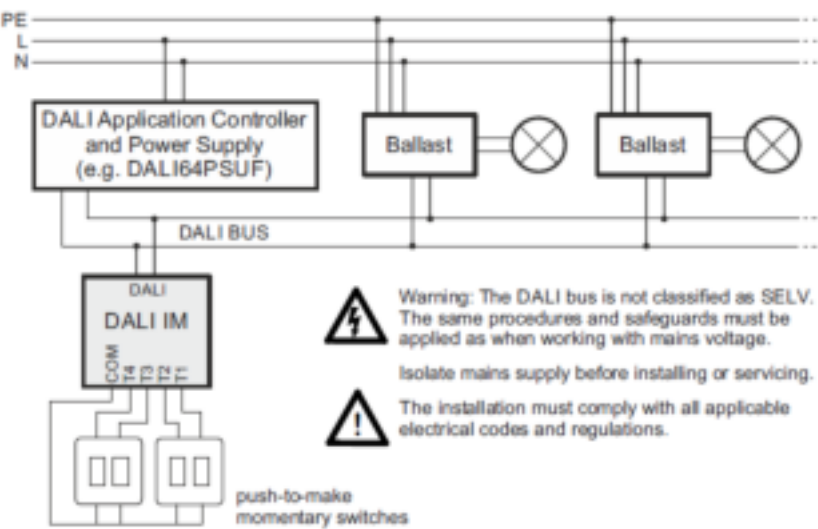 PE
L
N
DALI Application Controller
and Power Supply
(e.g. DALI64PSUF)
Ballast
Ballast
DALI BUS
DALI
DALI IM
COM
T4
T3
T2
T1
Warning: The DALI bus is not classified as SELV.
The same procedures and safeguards must be
applied as when working with mains voltage.
Isolate mains supply before installing or servicing.
!
The installation must comply with all applicable
electrical codes and regulations.
push-to-make
momentary switches